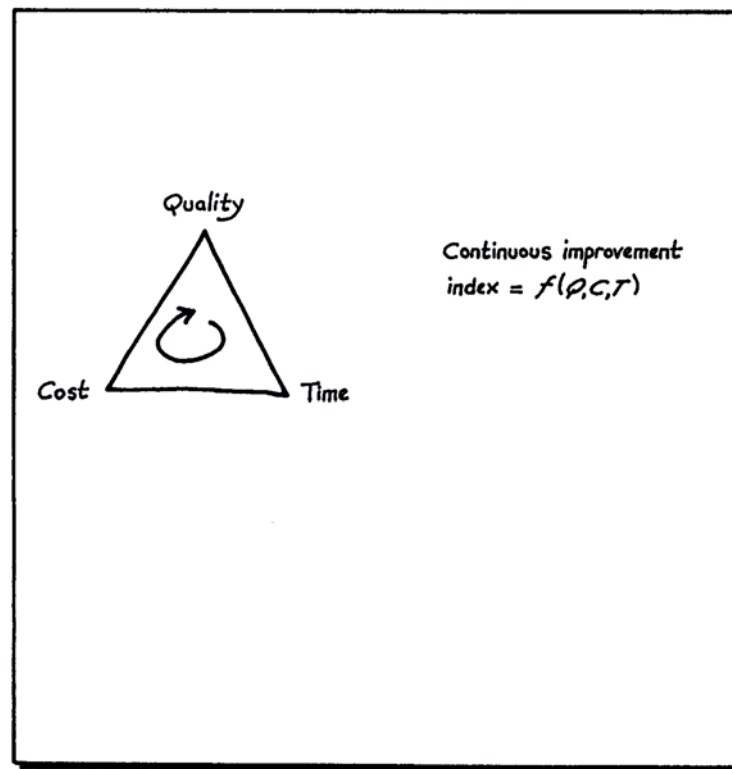 Quality
Continuous improvement
index = f(Q,C,T)
Cost
Time